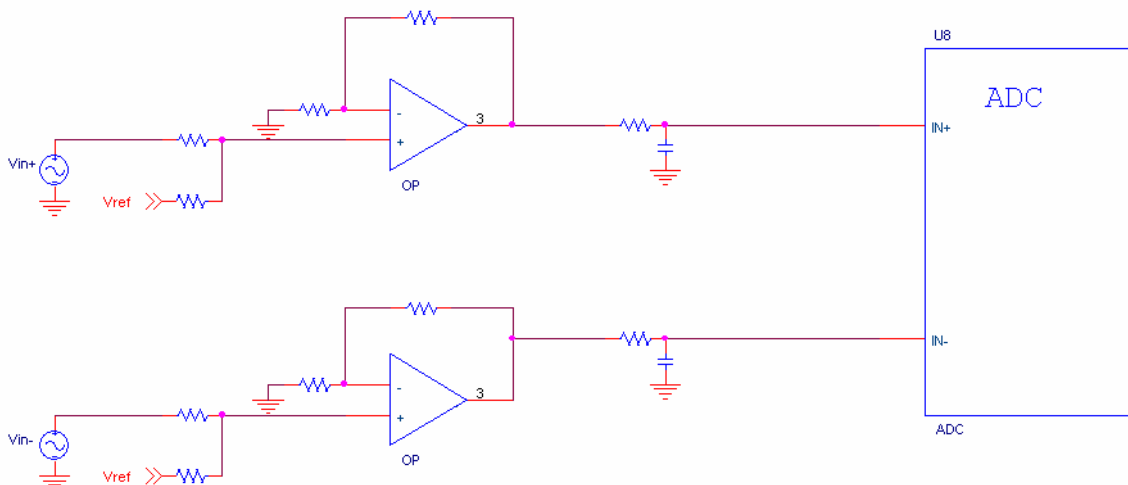 U8
ADC
3
-
+
IN+
Vin+
OP
Vref
3
-
+
IN-
Vin-
OP
ADC
Vref